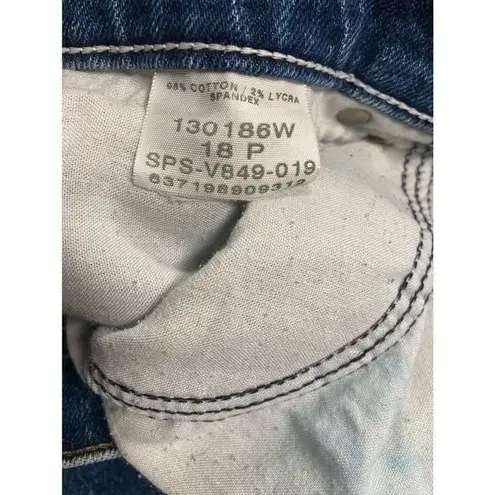 98% COTTON / 2% LYCRA
SPANDEX
130186W
18 P
SPS-V849-019
637198909312